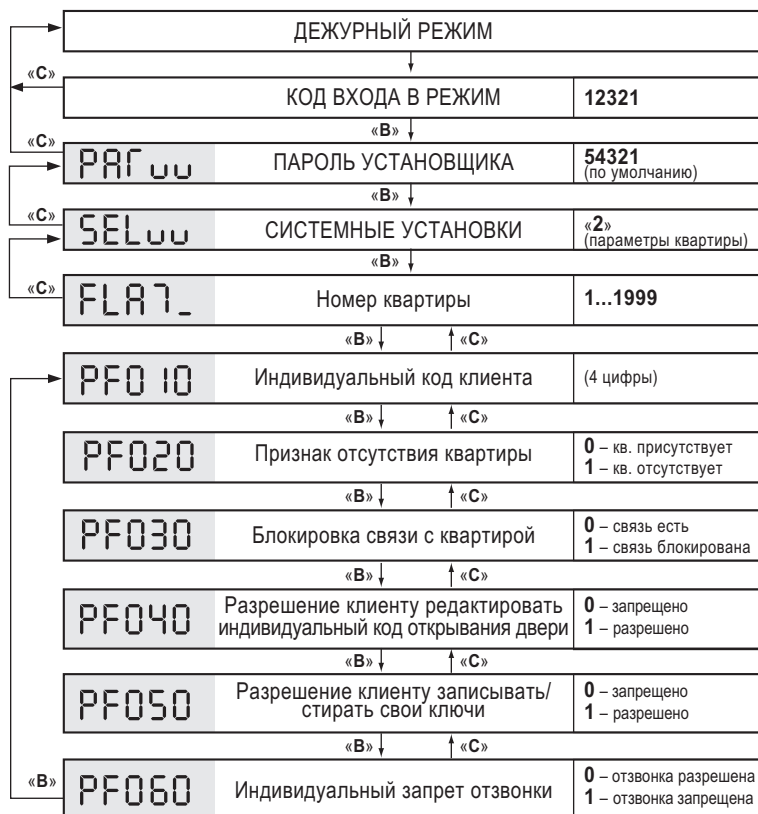 ДЕЖУРНЫЙ РЕЖИМ
«С»
КОД ВХОДА В РЕЖИМ 12321
«В»
«С»
PAГ ␣␣ ПАРОЛЬ УСТАНОВЩИКА 54321
(по умолчанию)
«В»
«С»
SEL␣␣ СИСТЕМНЫЕ УСТАНОВКИ «2»
(параметры квартиры)
«В»
«С»
FLAT_ Номер квартиры 1...1999
«В» «С»
PF010 Индивидуальный код клиента (4 цифры)
«В» «С»
PF020 Признак отсутствия квартиры 0 – кв. присутствует
1 – кв. отсутствует
«В» «С»
PF030 Блокировка связи с квартирой 0 – связь есть
1 – связь блокирована
«В» «С»
PF040 Разрешение клиенту редактировать
индивидуальный код открывания двери
0 – запрещено
1 – разрешено
«В» «С»
PF050 Разрешение клиенту записывать/
стирать свои ключи
0 – запрещено
1 – разрешено
«В» «С»
«В»
PF060 Индивидуальный запрет отзвонки 0 – отзвонка разрешена
1 – отзвонка запрещена